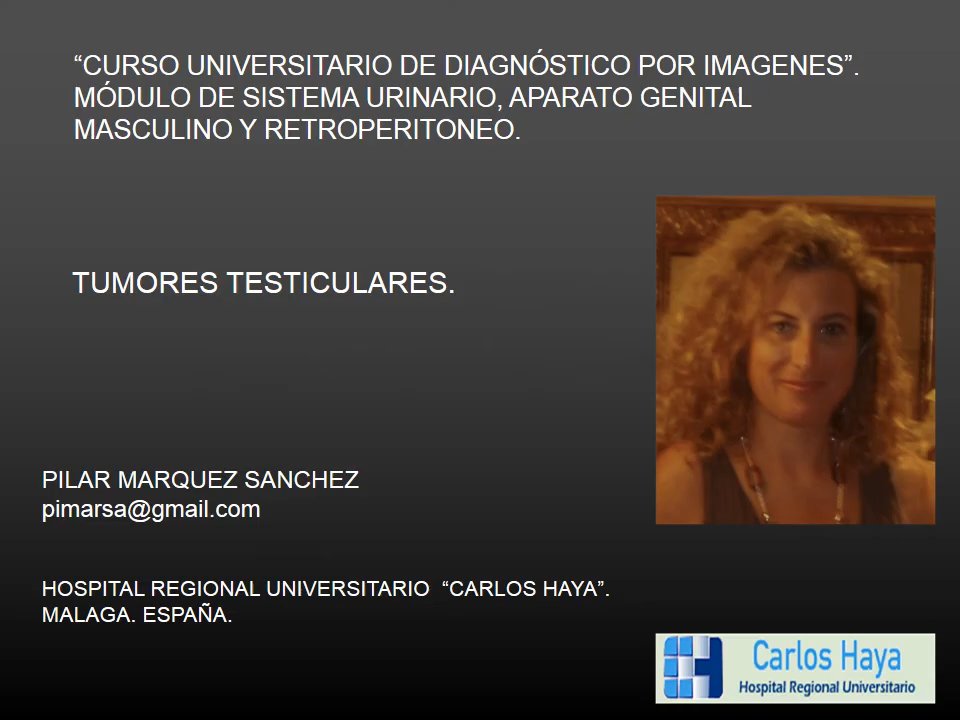 “CURSO UNIVERSITARIO DE DIAGNÓSTICO POR IMAGENES”.
MÓDULO DE SISTEMA URINARIO, APARATO GENITAL
MASCULINO Y RETROPERITONEO.
TUMORES TESTICULARES.
PILAR MARQUEZ SANCHEZ
pimarsa@gmail.com
HOSPITAL REGIONAL UNIVERSITARIO “CARLOS HAYA”.
MALAGA. ESPAÑA.
Carlos Haya
Hospital Regional Universitario